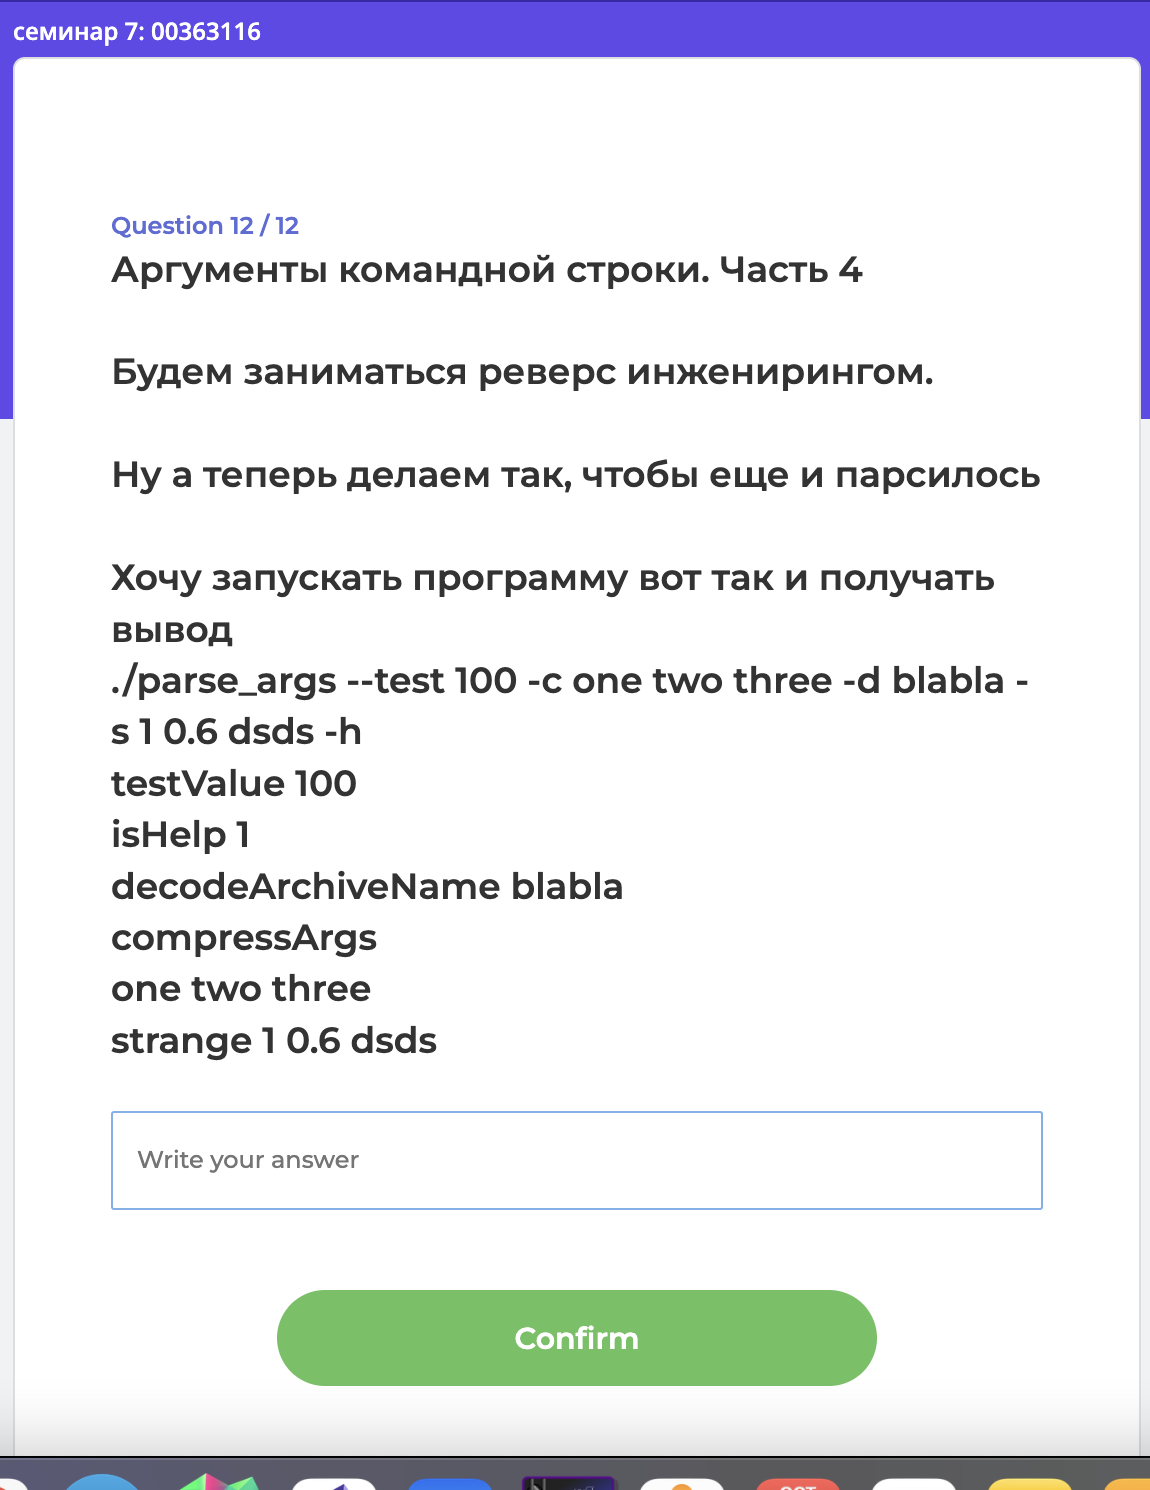 семинар 7: 00363116
Question 12 / 12
Аргументы командной строки. Часть 4
Будем заниматься реверс инженирингом.
Ну а теперь делаем так, чтобы еще и парсилось
Хочу запускать программу вот так и получать
вывод
./parse_args --test 100 -c one two three -d blabla -
s 1 0.6 dsds -h
testValue 100
isHelp 1
decodeArchiveName blabla
compressArgs
one two three
strange 1 0.6 dsds
Write your answer
Confirm